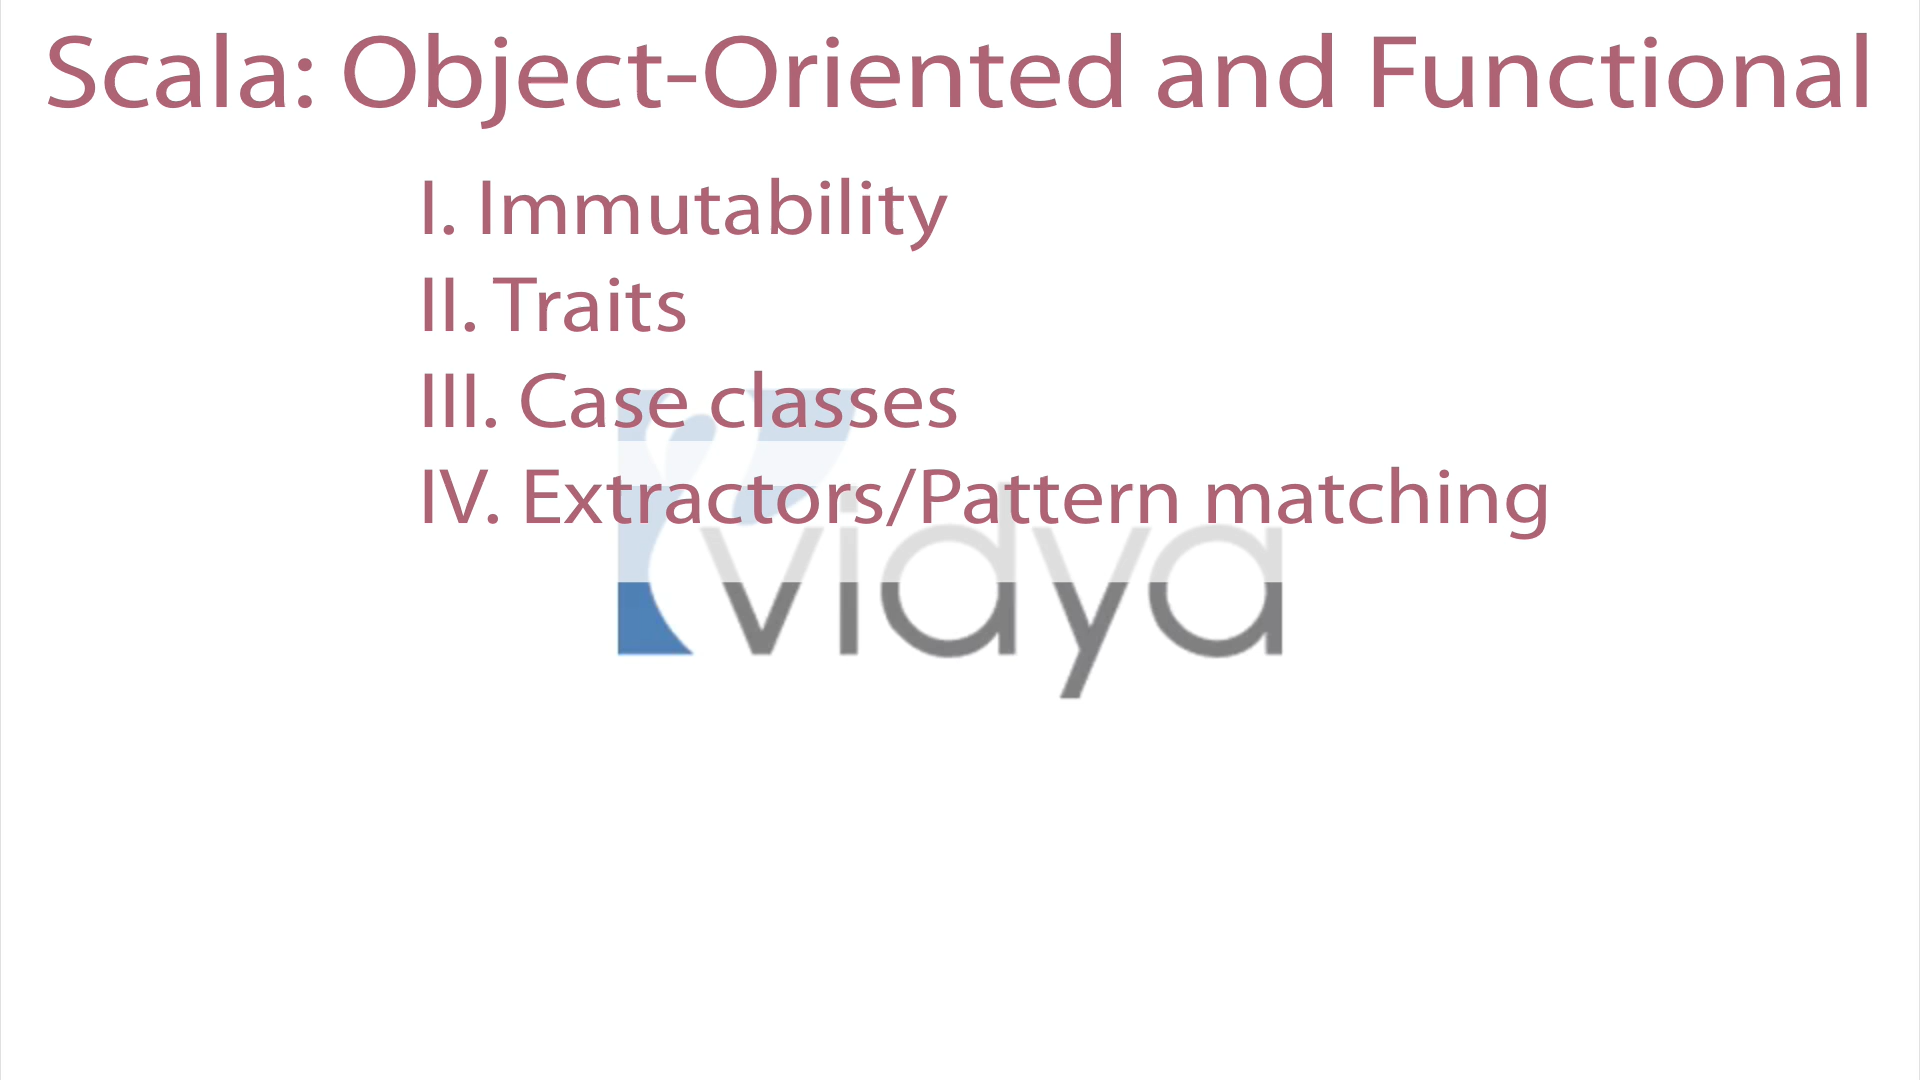 Scala: Object-Oriented and Functional
I. Immutability
II. Traits
III. Case classes
IV. Extractors/Pattern matching
vidya